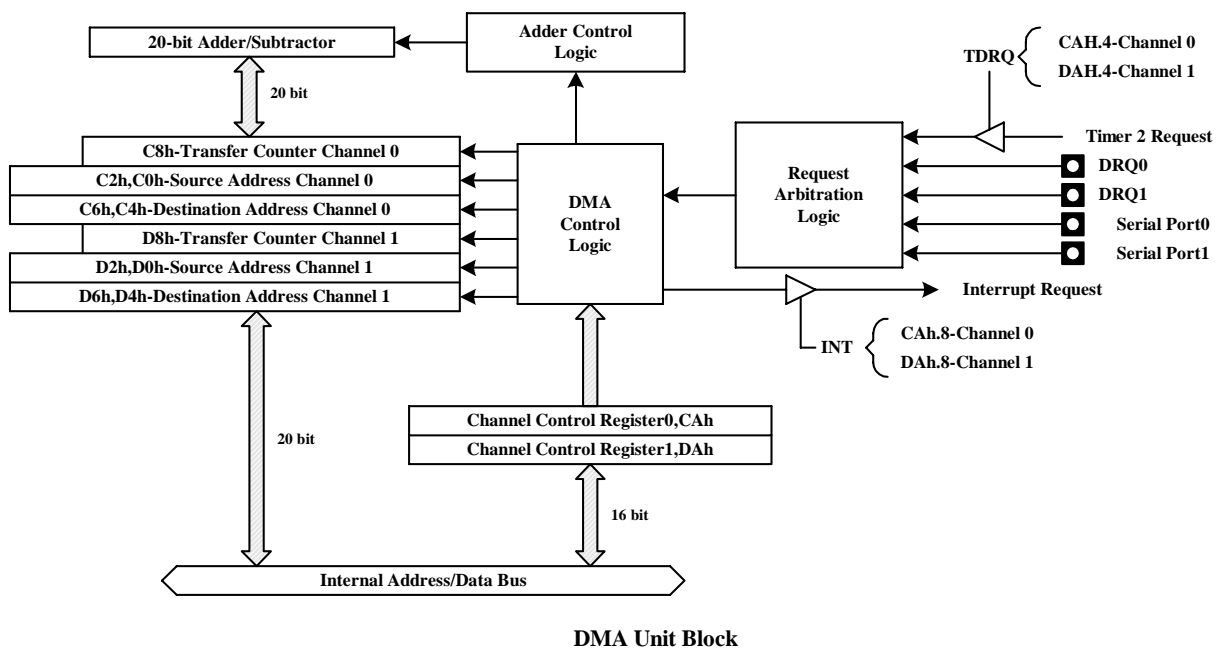 20-bit Adder/Subtractor
Adder Control
Logic
20 bit
TDRQ
CAH.4-Channel 0
DAH.4-Channel 1
C8h-Transfer Counter Channel 0
C2h,C0h-Source Address Channel 0
C6h,C4h-Destination Address Channel 0
D8h-Transfer Counter Channel 1
D2h,D0h-Source Address Channel 1
D6h,D4h-Destination Address Channel 1
DMA
Control
Logic
Request
Arbitration
Logic
Timer 2 Request
DRQ0
DRQ1
Serial Port0
Serial Port1
Interrupt Request
INT
CAh.8-Channel 0
DAh.8-Channel 1
Channel Control Register0,CAh
Channel Control Register1,DAh
20 bit
16 bit
Internal Address/Data Bus
DMA Unit Block